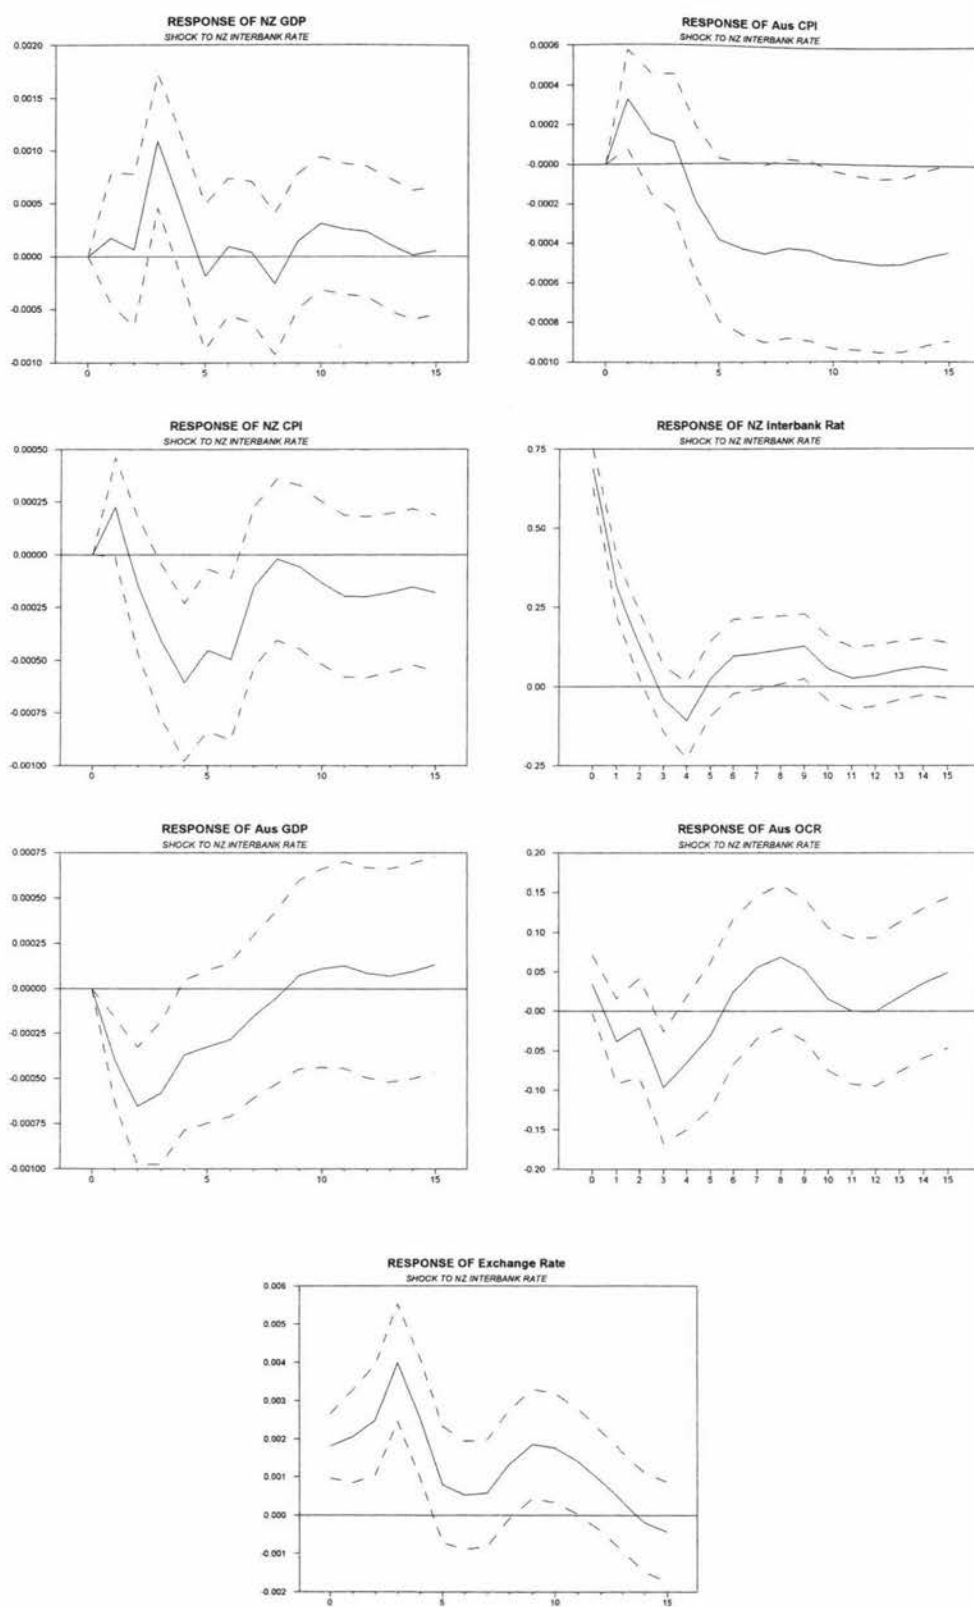 RESPONSE OF NZ GDP
SHOCK TO NZ INTERBANK RATE
0.0020
0.0015
0.0010
0.0005
0.0000
-0.0005
-0.0010
0 5 10 15
RESPONSE OF Aus CPI
SHOCK TO NZ INTERBANK RATE
0.0006
0.0004
0.0002
-0.0000
-0.0002
-0.0004
-0.0006
-0.0008
-0.0010
0 5 10 15
RESPONSE OF NZ CPI
SHOCK TO NZ INTERBANK RATE
0.00050
0.00025
0.00000
-0.00025
-0.00050
-0.00075
-0.00100
0 5 10 15
RESPONSE OF NZ Interbank Rat
SHOCK TO NZ INTERBANK RATE
0.75
0.50
0.25
0.00
-0.25
0 1 2 3 4 5 6 7 8 9 10 11 12 13 14 15
RESPONSE OF Aus GDP
SHOCK TO NZ INTERBANK RATE
0.00075
0.00050
0.00025
0.00000
-0.00025
-0.00050
-0.00075
-0.00100
0 5 10 15
RESPONSE OF Aus OCR
SHOCK TO NZ INTERBANK RATE
0.20
0.15
0.10
0.05
-0.00
-0.05
-0.10
-0.15
-0.20
0 1 2 3 4 5 6 7 8 9 10 11 12 13 14 15
RESPONSE OF Exchange Rate
SHOCK TO NZ INTERBANK RATE
0.006
0.005
0.004
0.003
0.002
0.001
0.000
-0.001
-0.002
0 5 10 15